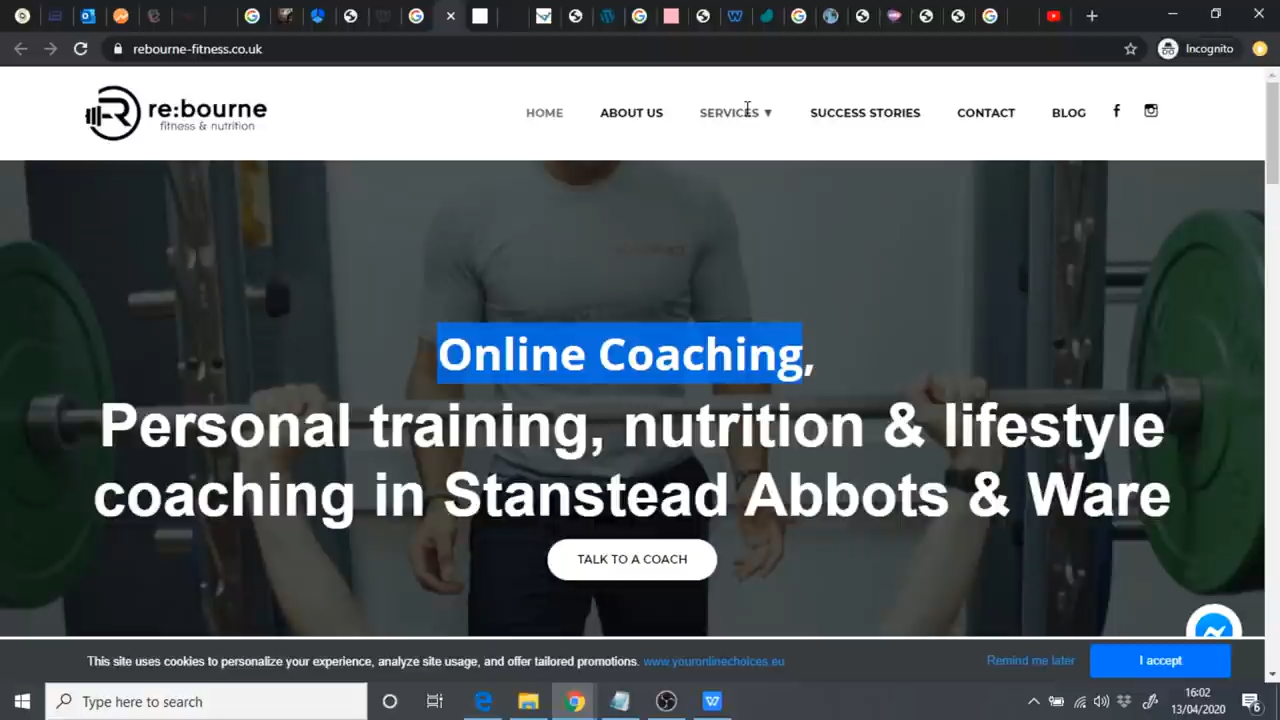 rebourne-fitness.co.uk
Incognito
re:bourne
fitness & nutrition
HOME
ABOUT US
SERVICES ▼
SUCCESS STORIES
CONTACT
BLOG
Online Coaching,
Personal training, nutrition & lifestyle
coaching in Stanstead Abbots & Ware
TALK TO A COACH
This site uses cookies to personalize your experience, analyze site usage, and offer tailored promotions. www.youronlinechoices.eu
Remind me later
I accept
Type here to search
16:02
13/04/2020
6